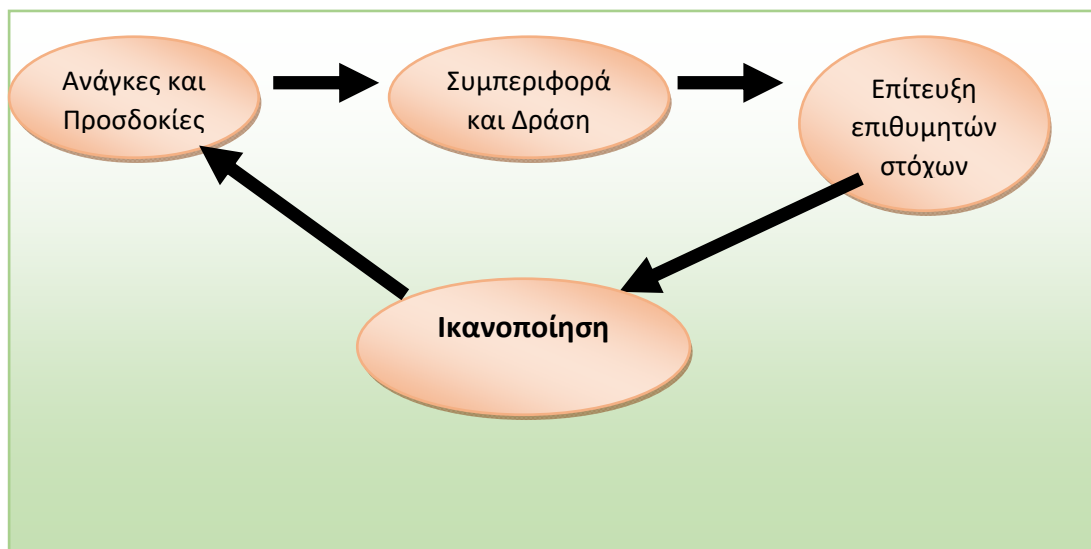 Ανάγκες και
Προσδοκίες
Συμπεριφορά
και Δράση
Επίτευξη
επιθυμητών
στόχων
Ικανοποίηση